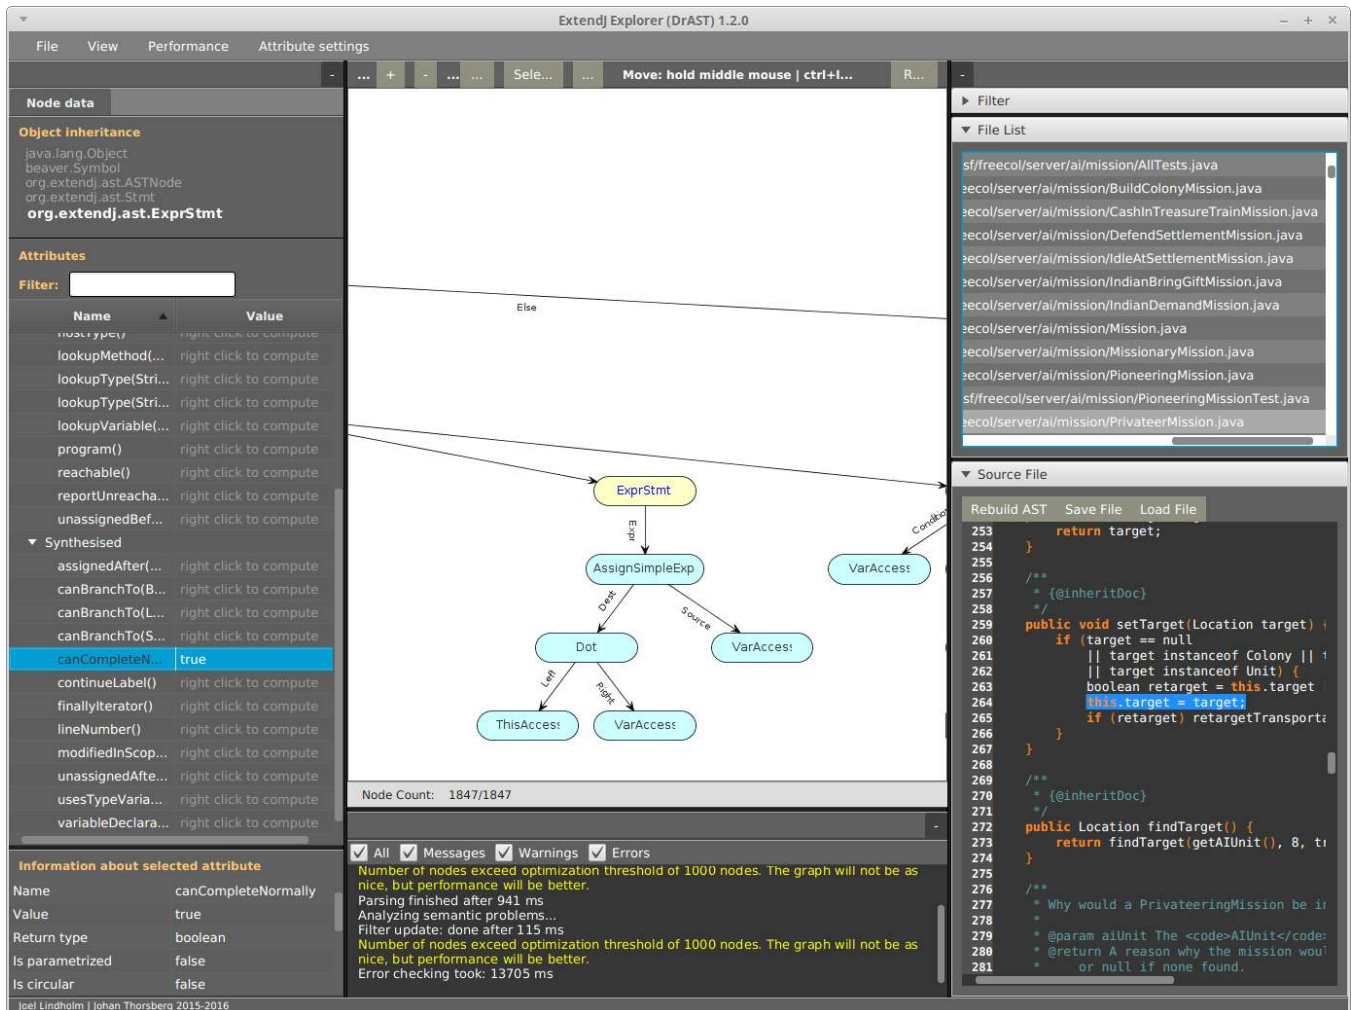 ExtendJ Explorer (DrAST) 1.2.0
File View Performance Attribute settings
Node data
Object inheritance
java.lang.Object
beaver.Symbol
org.extendj.ast.ASTNode
org.extendj.ast.Stmt
org.extendj.ast.ExprStmt
Attributes
Filter:
Name Value
hostType() right click to compute
lookupMethod(... right click to compute
lookupType(Stri... right click to compute
lookupType(Stri... right click to compute
lookupVariable(... right click to compute
program() right click to compute
reachable() right click to compute
reportUnreacha... right click to compute
unassignedBef... right click to compute
Synthesised
assignedAfter(... right click to compute
canBranchTo(B... right click to compute
canBranchTo(L... right click to compute
canBranchTo(S... right click to compute
canCompleteN... true
continueLabel() right click to compute
finallyIterator() right click to compute
lineNumber() right click to compute
modifiedInScop... right click to compute
unassignedAfte... right click to compute
usesTypeVaria... right click to compute
variableDeclara... right click to compute
Information about selected attribute
Name canCompleteNormally
Value true
Return type boolean
Is parametrized false
Is circular false
Joel Lindholm | Johan Thorsberg 2015-2016
... + - ... ... Sele... ... Move: hold middle mouse | ctrl+l... R...
Else
ExprStmt
Expr
Conditio
AssignSimpleExp
VarAccess
Dest
Source
Dot
VarAccess
Left
Right
ThisAccess
VarAccess
Node Count: 1847/1847
All Messages Warnings Errors
Number of nodes exceed optimization threshold of 1000 nodes. The graph will not be as
nice, but performance will be better.
Parsing finished after 941 ms
Analyzing semantic problems...
Filter update: done after 115 ms
Number of nodes exceed optimization threshold of 1000 nodes. The graph will not be as
nice, but performance will be better.
Error checking took: 13705 ms
Filter
File List
sf/freecol/server/ai/mission/AllTests.java
eecol/server/ai/mission/BuildColonyMission.java
eecol/server/ai/mission/CashInTreasureTrainMission.java
eecol/server/ai/mission/DefendSettlementMission.java
eecol/server/ai/mission/IdleAtSettlementMission.java
eecol/server/ai/mission/IndianBringGiftMission.java
eecol/server/ai/mission/IndianDemandMission.java
eecol/server/ai/mission/Mission.java
eecol/server/ai/mission/MissionaryMission.java
eecol/server/ai/mission/PioneeringMission.java
sf/freecol/server/ai/mission/PioneeringMissionTest.java
eecol/server/ai/mission/PrivateerMission.java
Source File
Rebuild AST Save File Load File
253 return target;
254 }
255
256 /**
257 * {@inheritDoc}
258 */
259 public void setTarget(Location target) {
260 if (target == null
261 || target instanceof Colony || t
262 || target instanceof Unit) {
263 boolean retarget = this.target
264 this.target = target;
265 if (retarget) retargetTransporta
266 }
267 }
268
269 /**
270 * {@inheritDoc}
271 */
272 public Location findTarget() {
273 return findTarget(getAIUnit(), 8, tr
274 }
275
276 /**
277 * Why would a PrivateeringMission be in
278 *
279 * @param aiUnit The <code>AIUnit</code>
280 * @return A reason why the mission woul
281 * or null if none found.